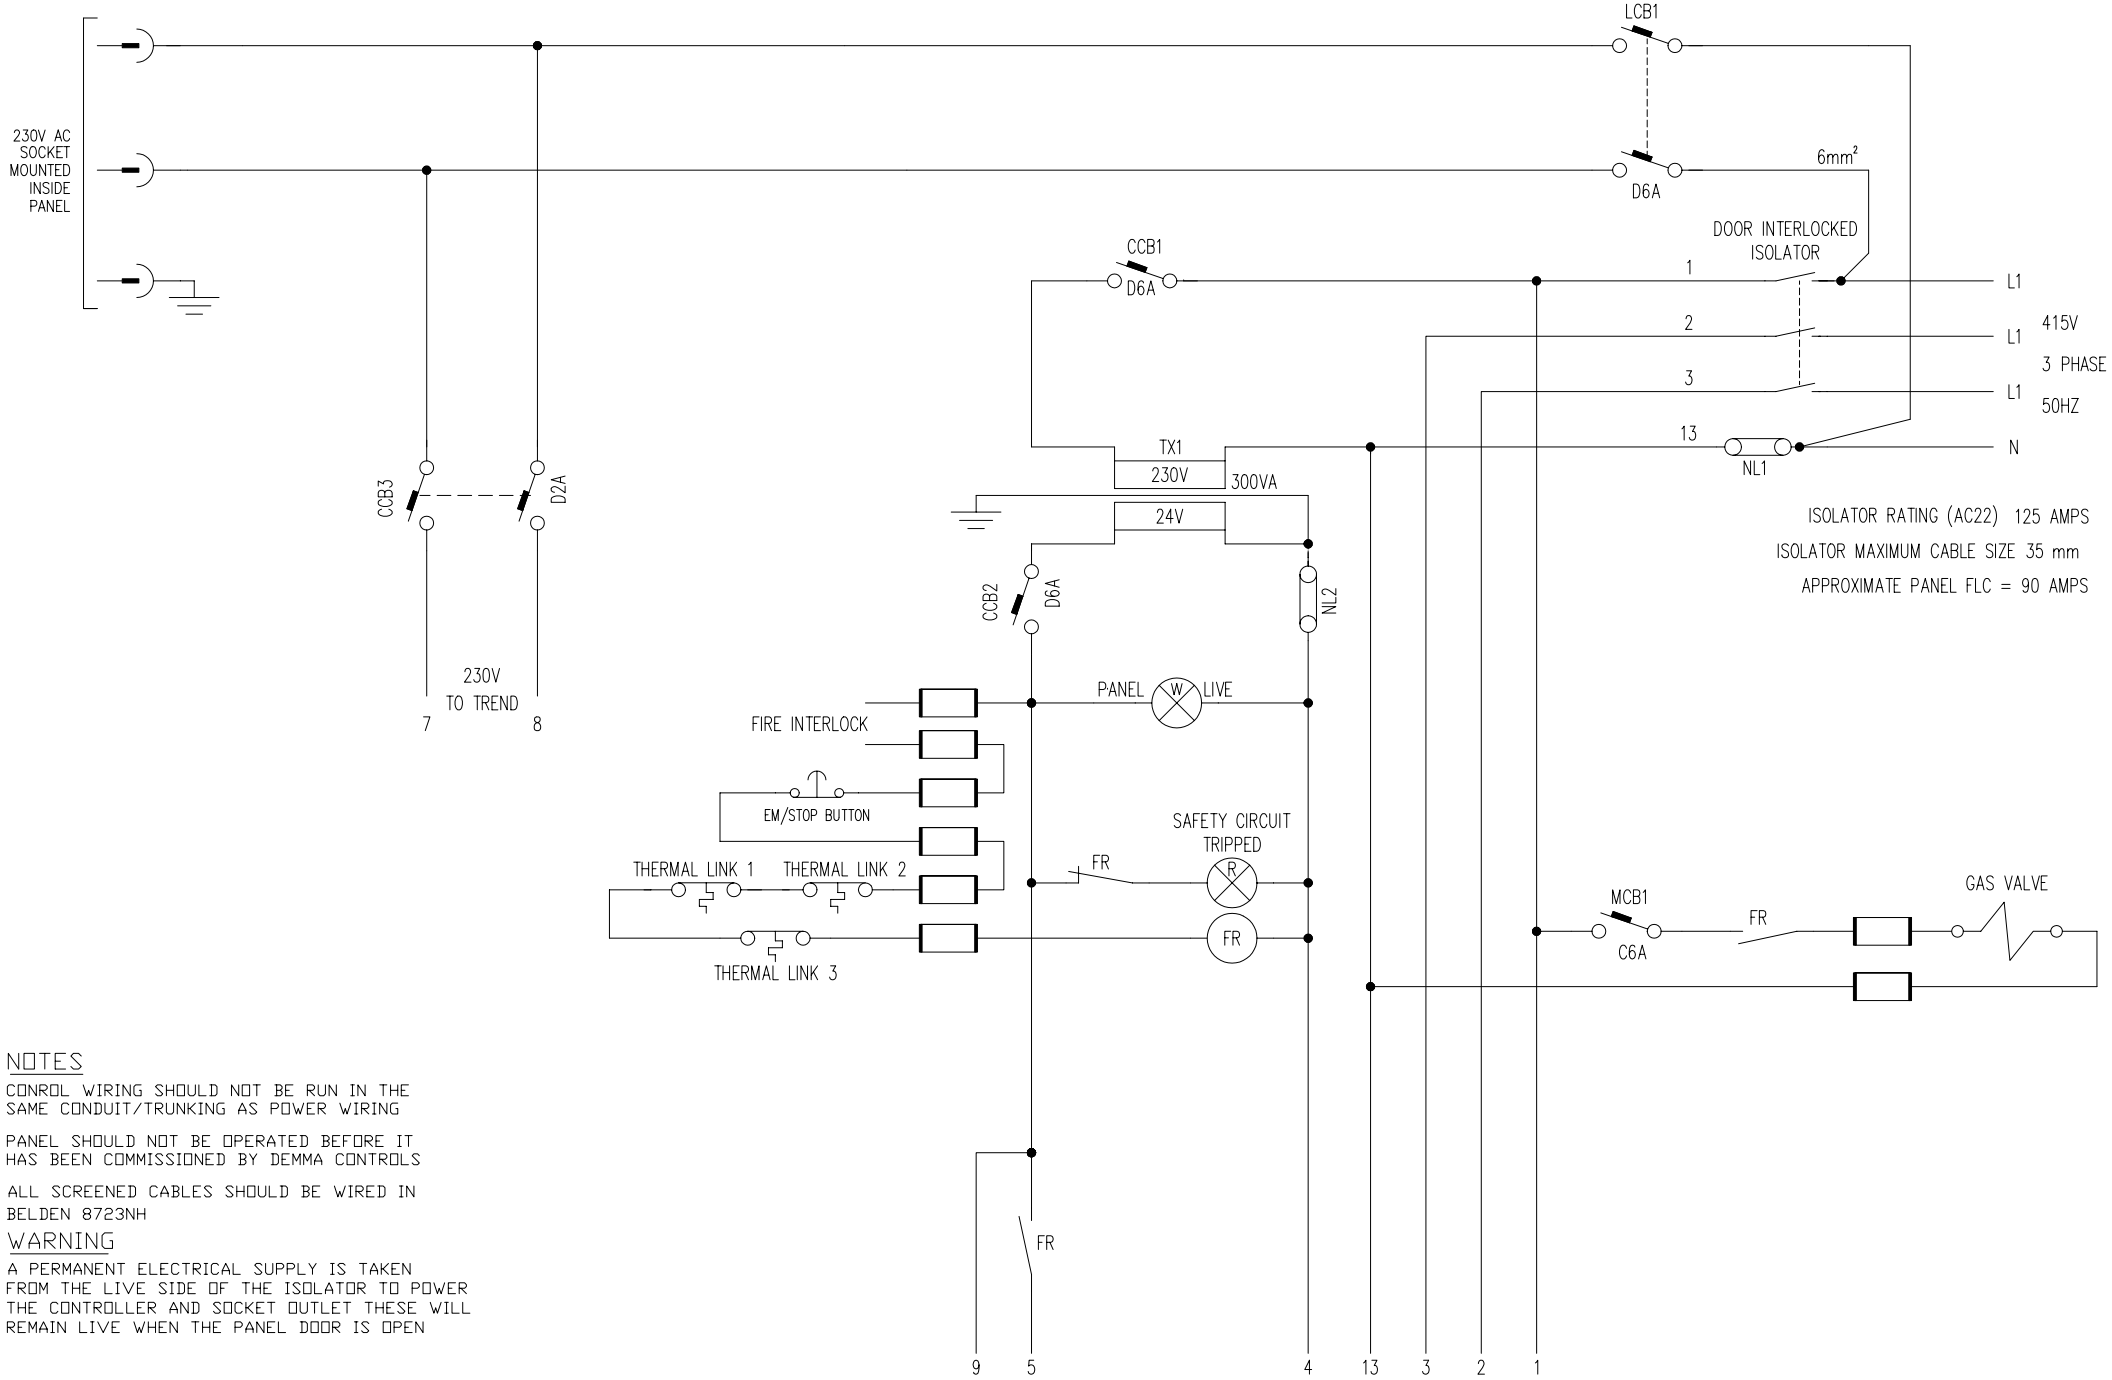 LCB1
230V AC
SOCKET
MOUNTED
INSIDE
PANEL
6mm²
D6A
DOOR INTERLOCKED
ISOLATOR
CCB1
D6A
1
L1
2
L1
415V
3 PHASE
3
L1
50HZ
TX1
13
N
230V
300VA
NL1
CCB3
D2A
24V
ISOLATOR RATING (AC22) 125 AMPS
ISOLATOR MAXIMUM CABLE SIZE 35 mm
APPROXIMATE PANEL FLC = 90 AMPS
CCB2
D6A
NL2
230V
TO TREND
7
8
PANEL
W
LIVE
FIRE INTERLOCK
EM/STOP BUTTON
SAFETY CIRCUIT
TRIPPED
THERMAL LINK 1
THERMAL LINK 2
FR
R
GAS VALVE
MCB1
FR
C6A
FR
THERMAL LINK 3
NOTES
CONROL WIRING SHOULD NOT BE RUN IN THE
SAME CONDUIT/TRUNKING AS POWER WIRING
PANEL SHOULD NOT BE OPERATED BEFORE IT
HAS BEEN COMMISSIONED BY DEMMA CONTROLS
ALL SCREENED CABLES SHOULD BE WIRED IN
BELDEN 8723NH
WARNING
A PERMANENT ELECTRICAL SUPPLY IS TAKEN
FROM THE LIVE SIDE OF THE ISOLATOR TO POWER
THE CONTROLLER AND SOCKET OUTLET THESE WILL
REMAIN LIVE WHEN THE PANEL DOOR IS OPEN
FR
9
5
4
13
3
2
1